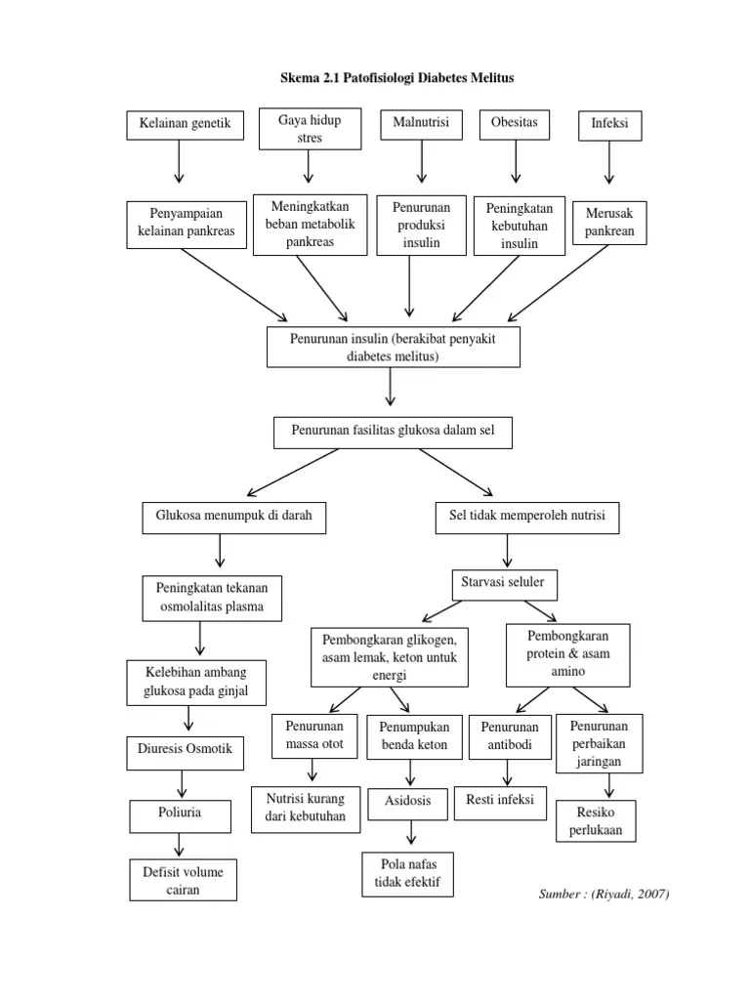 Skema 2.1 Patofisiologi Diabetes Melitus
Kelainan genetik
Gaya hidup
stres
Malnutrisi
Obesitas
Infeksi
Penyampaian
kelainan pankreas
Meningkatkan
beban metabolik
pankreas
Penurunan
produksi
insulin
Peningkatan
kebutuhan
insulin
Merusak
pankrean
Penurunan insulin (berakibat penyakit
diabetes melitus)
Penurunan fasilitas glukosa dalam sel
Glukosa menumpuk di darah
Sel tidak memperoleh nutrisi
Peningkatan tekanan
osmolalitas plasma
Starvasi seluler
Kelebihan ambang
glukosa pada ginjal
Pembongkaran glikogen,
asam lemak, keton untuk
energi
Pembongkaran
protein & asam
amino
Diuresis Osmotik
Penurunan
massa otot
Penumpukan
benda keton
Penurunan
antibodi
Penurunan
perbaikan
jaringan
Poliuria
Nutrisi kurang
dari kebutuhan
Asidosis
Resti infeksi
Resiko
perlukaan
Defisit volume
cairan
Pola nafas
tidak efektif
Sumber : (Riyadi, 2007)